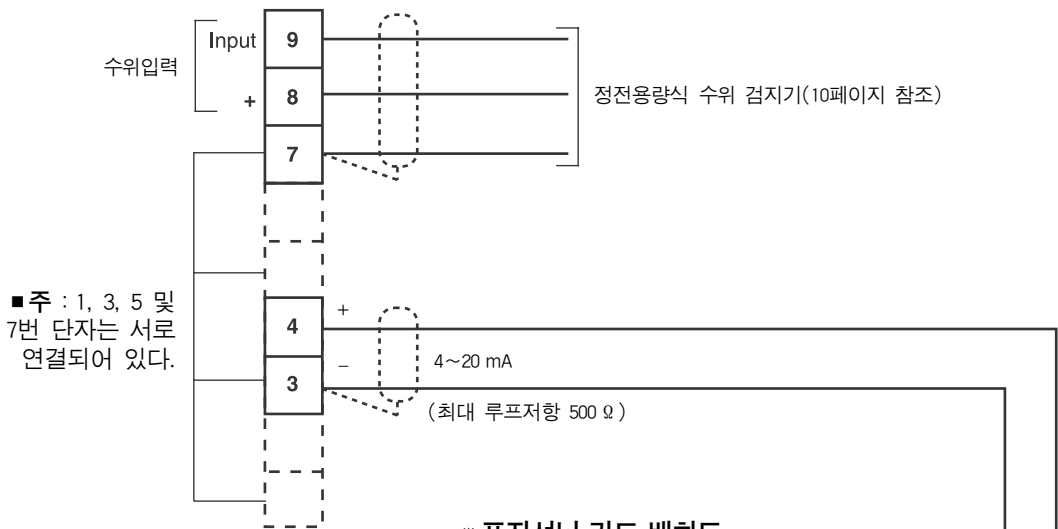 Input
9
수위입력
+
8
정전용량식 수위 검지기(10페이지 참조)
7
■주 : 1, 3, 5 및
7번 단자는 서로
연결되어 있다.
4
+
4~20 mA
3
−
(최대 루프저항 500 Ω)